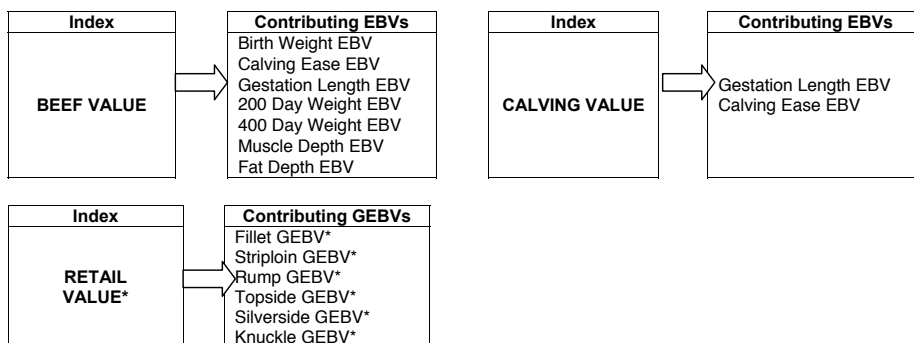 Index
Contributing EBVs
BEEF VALUE
Birth Weight EBV
Calving Ease EBV
Gestation Length EBV
200 Day Weight EBV
400 Day Weight EBV
Muscle Depth EBV
Fat Depth EBV
Index
Contributing EBVs
CALVING VALUE
Gestation Length EBV
Calving Ease EBV
Index
Contributing GEBVs
RETAIL
VALUE*
Fillet GEBV*
Striploin GEBV*
Rump GEBV*
Topside GEBV*
Silverside GEBV*
Knuckle GEBV*